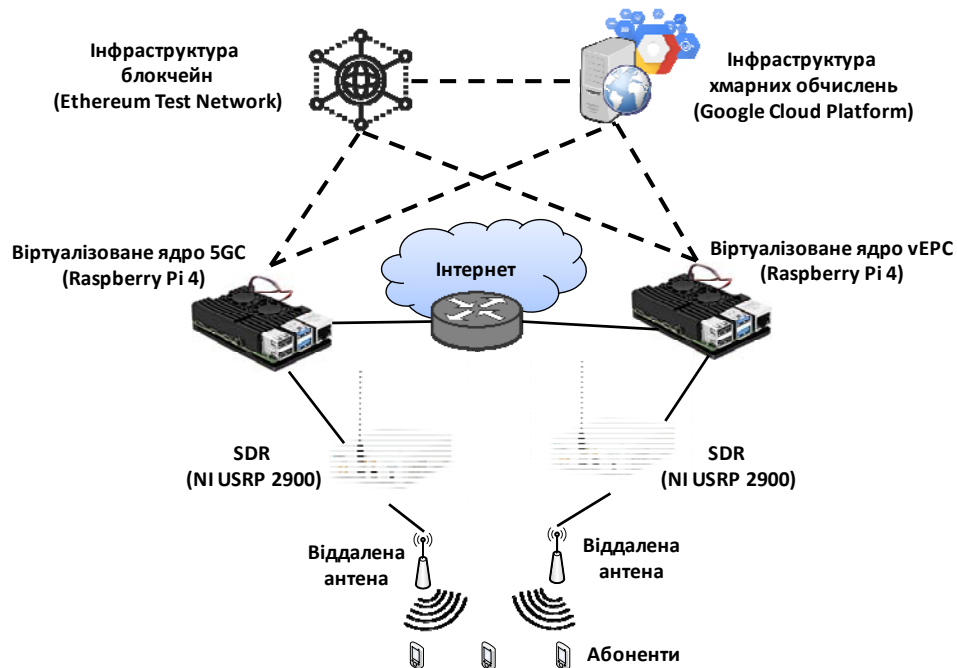 Інфраструктура
блокчейн
(Ethereum Test Network)
Інфраструктура
хмарних обчислень
(Google Cloud Platform)
Віртуалізоване ядро 5GC
(Raspberry Pi 4)
Інтернет
Віртуалізоване ядро vEPC
(Raspberry Pi 4)
SDR
(NI USRP 2900)
SDR
(NI USRP 2900)
Віддалена
антена
Віддалена
антена
Абоненти